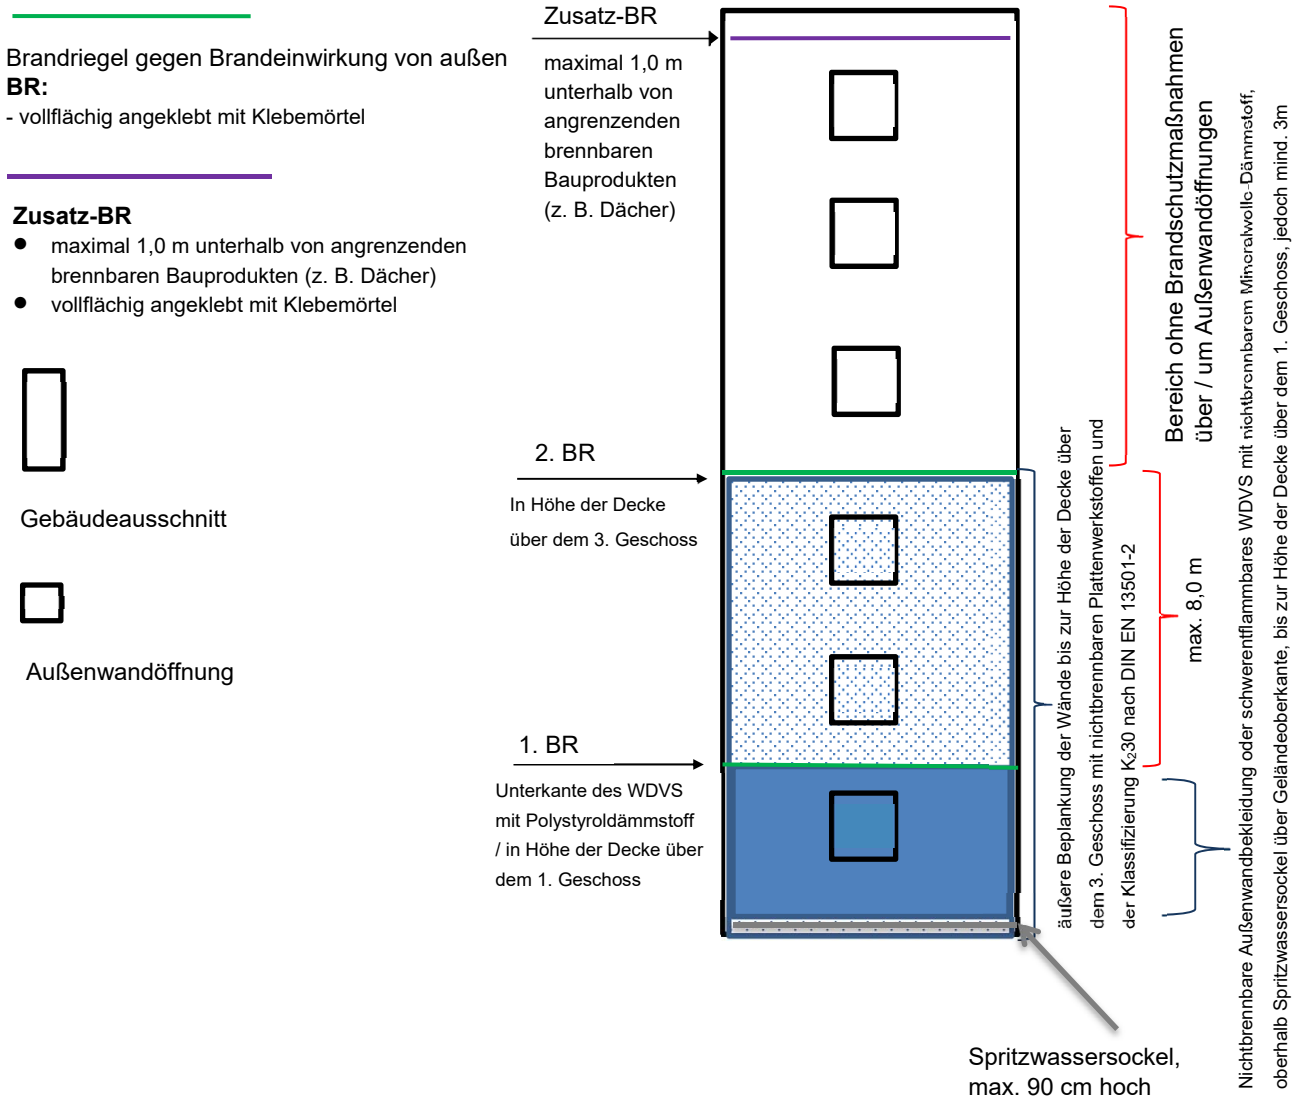 Brandriegel gegen Brandeinwirkung von außen
BR:
- vollflächig angeklebt mit Klebemörtel
Zusatz-BR
● maximal 1,0 m unterhalb von angrenzenden
brennbaren Bauprodukten (z. B. Dächer)
● vollflächig angeklebt mit Klebemörtel
Gebäudeausschnitt
Außenwandöffnung
Zusatz-BR
maximal 1,0 m
unterhalb von
angrenzenden
brennbaren
Bauprodukten
(z. B. Dächer)
2. BR
In Höhe der Decke
über dem 3. Geschoss
1. BR
Unterkante des WDVS
mit Polystyroldämmstoff
/ in Höhe der Decke über
dem 1. Geschoss
äußere Beplankung der Wände bis zur Höhe der Decke über
dem 3. Geschoss mit nichtbrennbaren Plattenwerkstoffen und
der Klassifizierung K₂30 nach DIN EN 13501-2
Bereich ohne Brandschutzmaßnahmen
über / um Außenwandöffnungen
max. 8,0 m
Nichtbrennbare Außenwandbekleidung oder schwerentflammbares WDVS mit nichtbrennbarem Mineralwolle-Dämmstoff,
oberhalb Spritzwassersockel über Geländeoberkante, bis zur Höhe der Decke über dem 1. Geschoss, jedoch mind. 3m
Spritzwassersockel,
max. 90 cm hoch